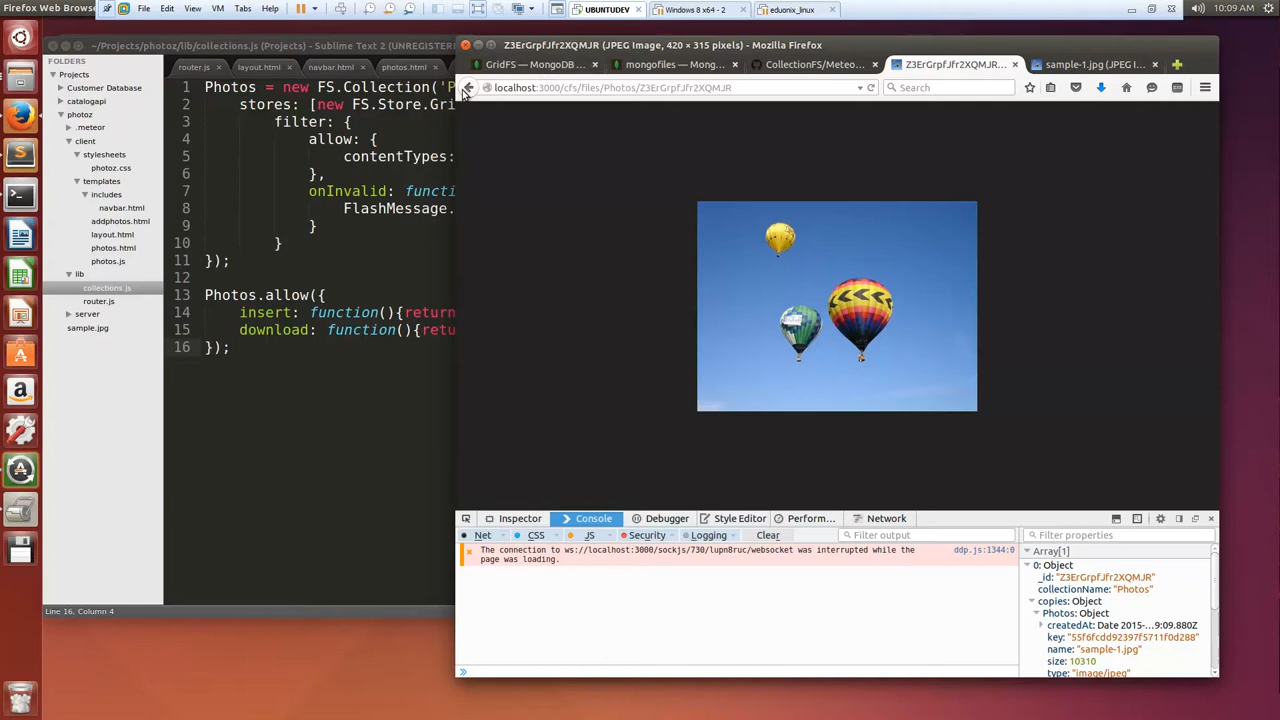 Firefox Web Brows
File Edit View VM Tabs Help
UBUNTUDEV
Windows 8 x64 - 2
eduonix_linux
10:09 AM
~/Projects/photoz/lib/collections.js (Projects) - Sublime Text 2 (UNREGISTER
FOLDERS
Projects
Customer Database
catalogapi
photoz
.meteor
client
stylesheets
photoz.css
templates
includes
navbar.html
addphotos.html
layout.html
photos.html
photos.js
lib
collections.js
router.js
server
sample.jpg
router.js
layout.html
navbar.html
photos.html
1 Photos = new FS.Collection('P
2 stores: [new FS.Store.Gri
3 filter: {
4 allow: {
5 contentTypes:
6 },
7 onInvalid: functi
8 FlashMessage.
9 }
10 }
11 });
12
13 Photos.allow({
14 insert: function(){return
15 download: function(){retu
16 });
Line 16, Column 4
Z3ErGrpfJfr2XQMJR (JPEG Image, 420 × 315 pixels) - Mozilla Firefox
GridFS — MongoDB ...
mongofiles — Mong...
CollectionFS/Meteo...
Z3ErGrpfJfr2XQMJR...
sample-1.jpg (JPEG I...
localhost:3000/cfs/files/Photos/Z3ErGrpfJfr2XQMJR
Search
Inspector
Console
Debugger
Style Editor
Perform...
Network
Net
CSS
JS
Security
Logging
Clear
Filter output
Filter properties
The connection to ws://localhost:3000/sockjs/730/lupn8ruc/websocket was interrupted while the
page was loading.
ddp.js:1344:0
Array[1]
0: Object
_id: "Z3ErGrpfJfr2XQMJR"
collectionName: "Photos"
copies: Object
Photos: Object
createdAt: Date 2015-...9:09.880Z
key: "55f6fcdd92397f5711f0d288"
name: "sample-1.jpg"
size: 10310
type: "image/jpeg"